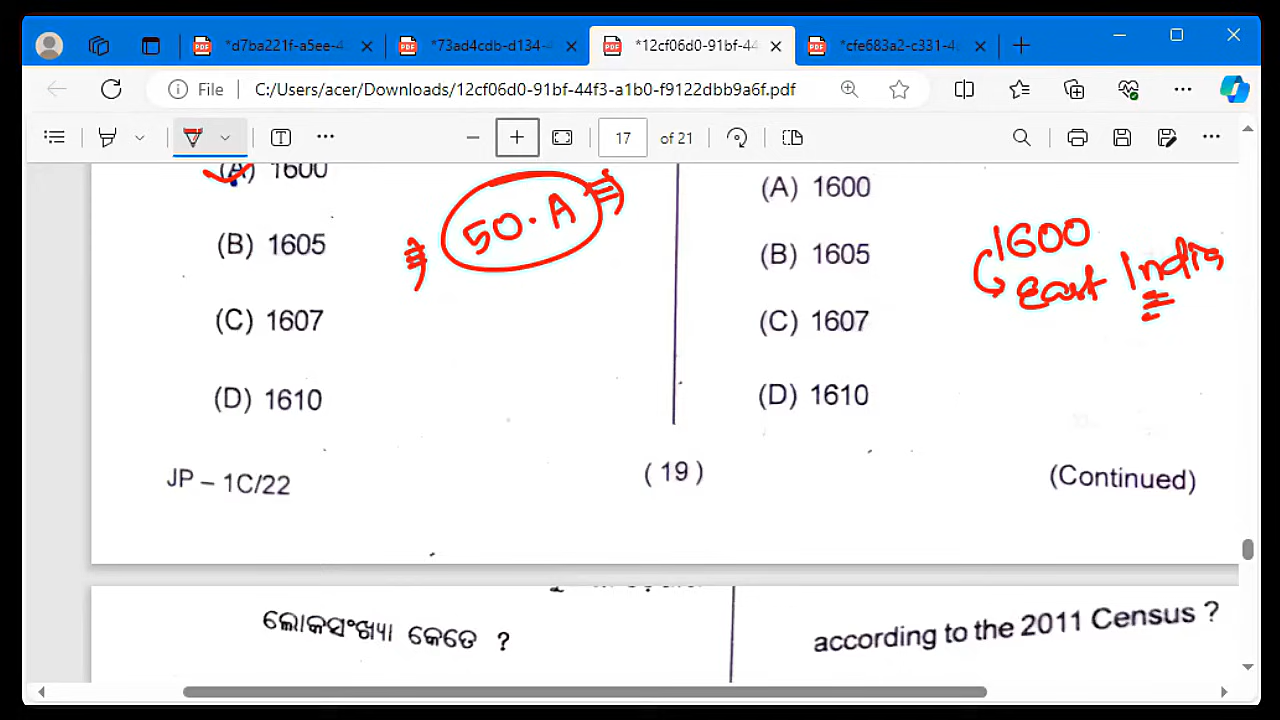 *d7ba221f-a5ee-4
*73ad4cdb-d134-
*12cf06d0-91bf-44
*cfe683a2-c331-4
File C:/Users/acer/Downloads/12cf06d0-91bf-44f3-a1b0-f9122dbb9a6f.pdf
17 of 21
(A) 1600
(B) 1605
(C) 1607
(D) 1610
50. A
(A) 1600
(B) 1605
(C) 1607
(D) 1610
1600
East India
JP – 1C/22
( 19 )
(Continued)
ଲୋକସଂଖ୍ୟା କେତେ ?
according to the 2011 Census ?